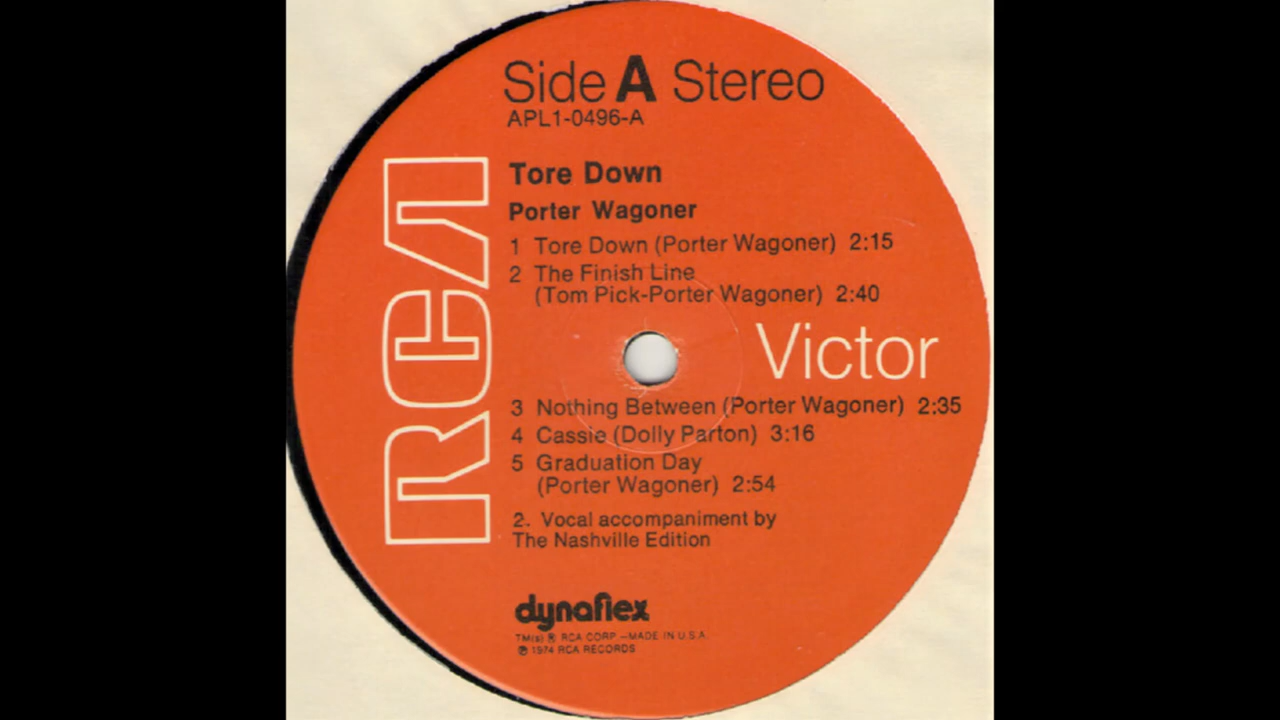 Side A Stereo
APL1-0496-A
Tore Down
Porter Wagoner
1 Tore Down (Porter Wagoner) 2:15
2 The Finish Line
(Tom Pick-Porter Wagoner) 2:40
RCA
Victor
3 Nothing Between (Porter Wagoner) 2:35
4 Cassie (Dolly Parton) 3:16
5 Graduation Day
(Porter Wagoner) 2:54
2. Vocal accompaniment by
The Nashville Edition
dynaflex
TM(s) ® RCA CORP.—MADE IN U.S.A.
℗ 1974 RCA RECORDS